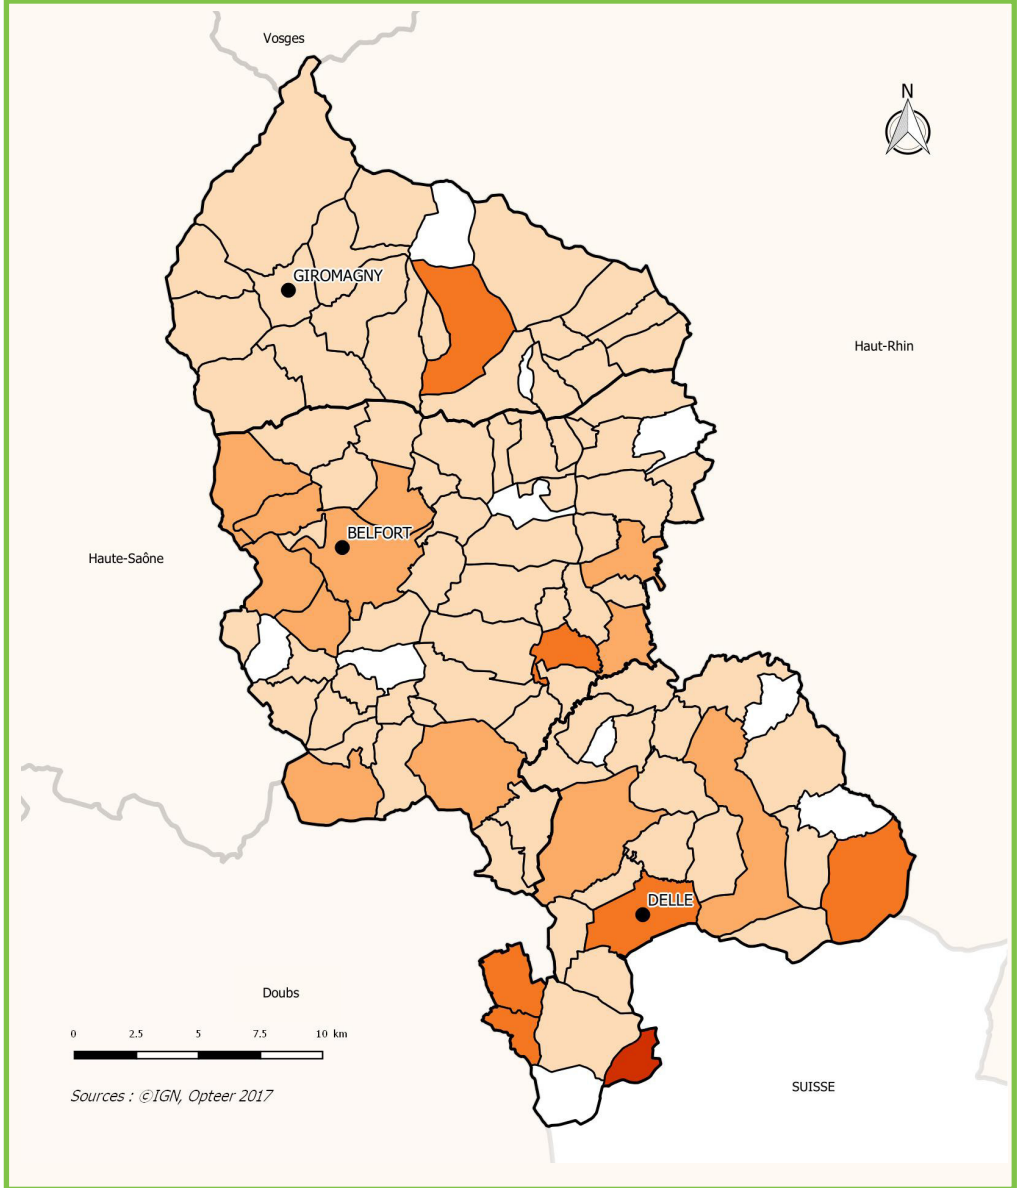 Vosges
N
GIROMAGNY
Haut-Rhin
BELFORT
Haute-Saône
DELLE
Doubs
0 2.5 5 7.5 10 km
SUISSE
Sources : ©IGN, Opteer 2017